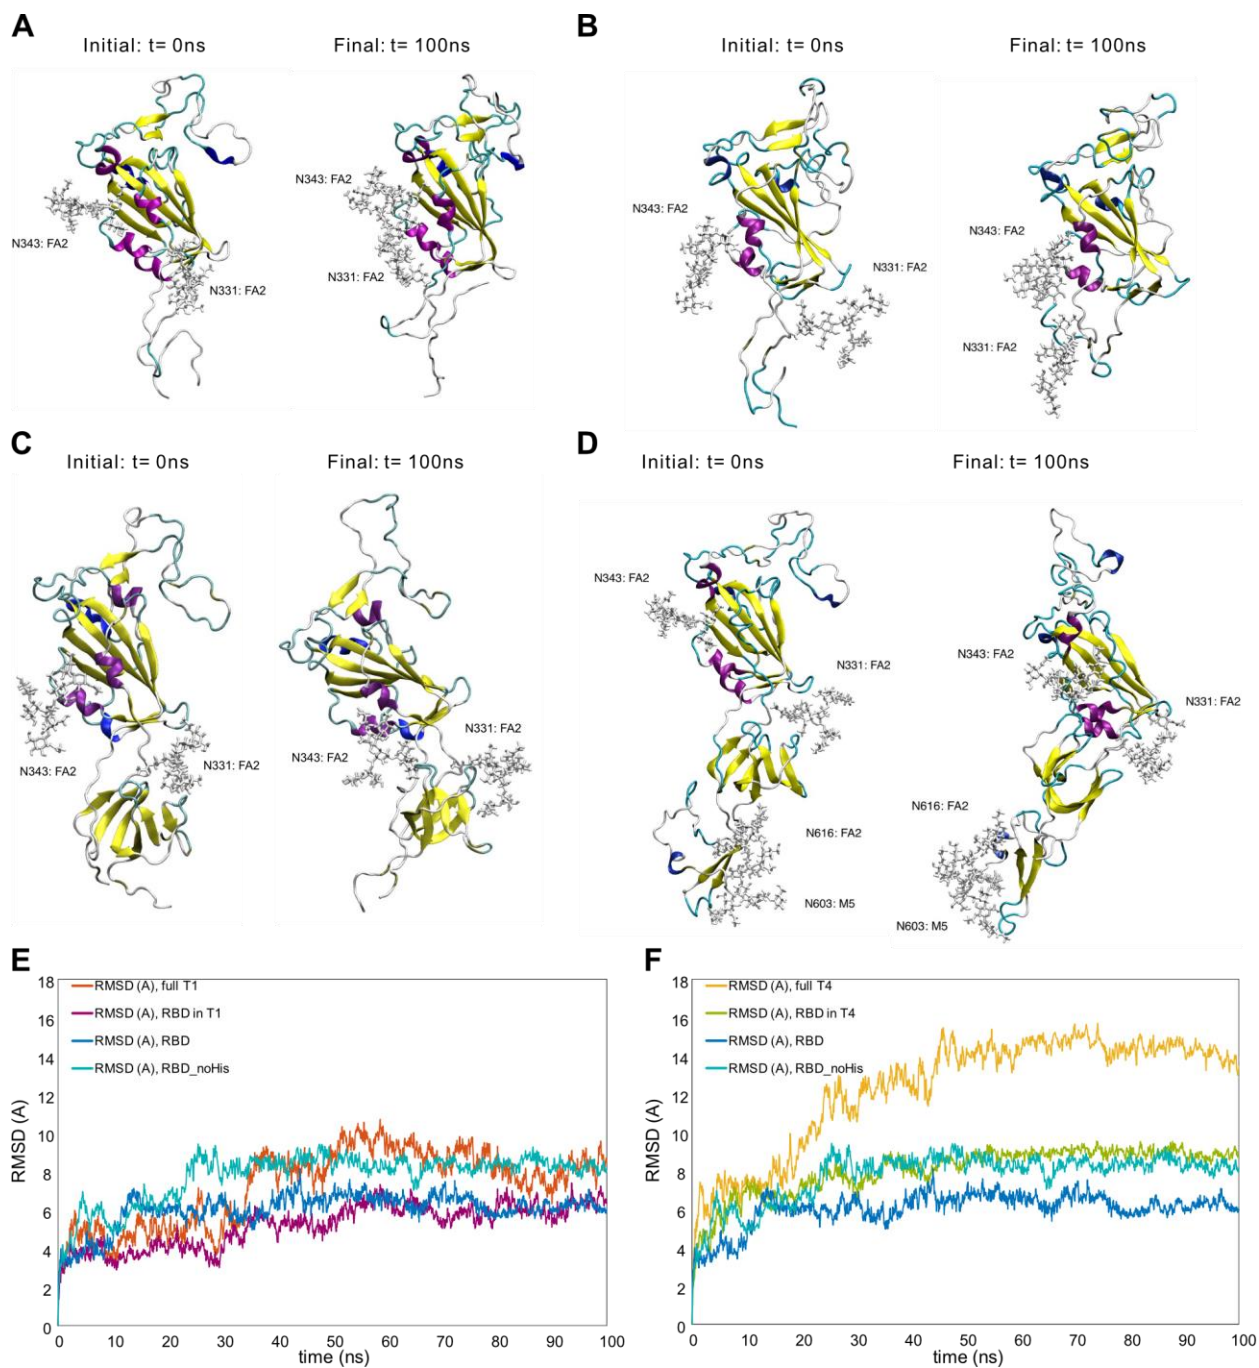 A
Initial: t= 0ns
Final: t= 100ns
N343: FA2
N331: FA2
N343: FA2
N331: FA2
B
Initial: t= 0ns
Final: t= 100ns
N343: FA2
N331: FA2
N343: FA2
N331: FA2
C
Initial: t= 0ns
Final: t= 100ns
N343: FA2
N331: FA2
N343: FA2
N331: FA2
D
Initial: t= 0ns
Final: t= 100ns
N343: FA2
N331: FA2
N616: FA2
N603: M5
N343: FA2
N331: FA2
N616: FA2
N603: M5
E
RMSD (A), full T1
RMSD (A), RBD in T1
RMSD (A), RBD
RMSD (A), RBD_noHis
RMSD (A)
18
16
14
12
10
8
6
4
2
0
0 10 20 30 40 50 60 70 80 90 100
time (ns)
F
RMSD (A), full T4
RMSD (A), RBD in T4
RMSD (A), RBD
RMSD (A), RBD_noHis
RMSD (A)
18
16
14
12
10
8
6
4
2
0
0 10 20 30 40 50 60 70 80 90 100
time (ns)